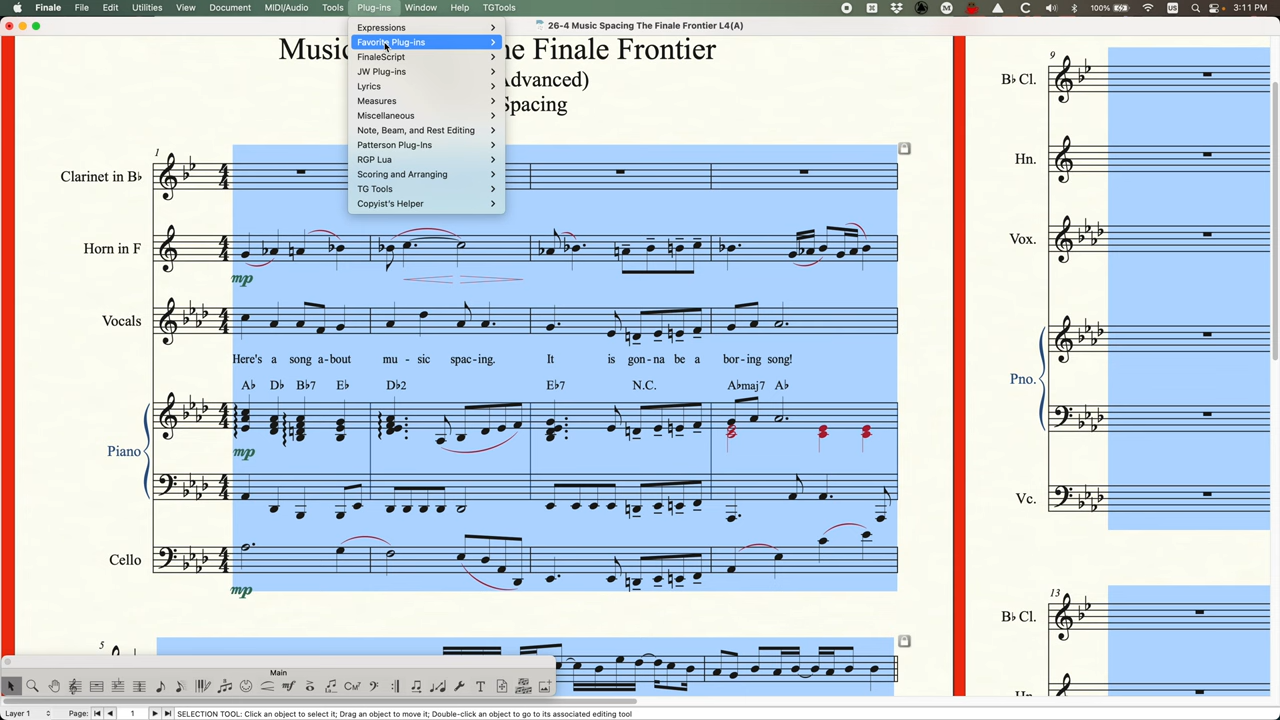 Finale File Edit Utilities View Document MIDI/Audio Tools Plug-ins Window Help TGTools
100% US 3:11 PM
26-4 Music Spacing The Finale Frontier L4(A)
Expressions
Favorite Plug-ins
FinaleScript
JW Plug-ins
Lyrics
Measures
Miscellaneous
Note, Beam, and Rest Editing
Patterson Plug-Ins
RGP Lua
Scoring and Arranging
TG Tools
Copyist's Helper
Finale Frontier
Spacing
1
Clarinet in B♭
Horn in F
mp
Vocals
Here's a song a-bout mu - sic spac-ing. It is gon-na be a bor-ing song!
A♭ D♭ B♭7 E♭ D♭2 E♭7 N.C. A♭maj7 A♭
Piano
mp
Cello
mp
5
9
B♭ Cl.
Hn.
Vox.
Pno.
Vc.
13
B♭ Cl.
Main
Layer 1 Page: 1 SELECTION TOOL: Click an object to select it; Drag an object to move it; Double-click an object to go to its associated editing tool